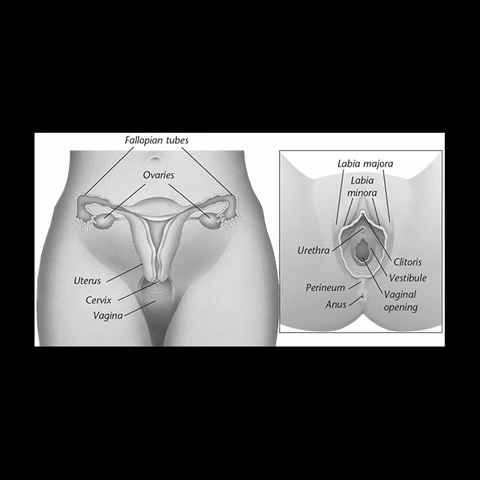 Fallopian tubes
Ovaries
Uterus
Cervix
Vagina
Labia majora
Labia
minora
Urethra
Clitoris
Vestibule
Perineum
Anus
Vaginal
opening